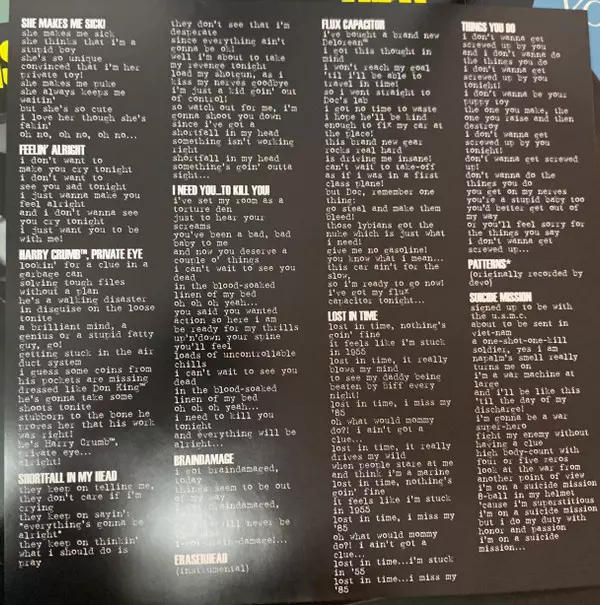 SHE MAKES ME SICK!
she makes me sick
she thinks that i'm a
stupid boy
she's so unique
convinced that i'm her
private toy!
she makes me puke
she always keeps me
waitin'
but she's so cute
i love her though she's
fakin'
oh no, oh no, oh no...
FEELIN' ALRIGHT
i don't want to
make you cry tonight
i don't want to
see you sad tonight
i just wanna make you
feel alright
and i don't wanna see
you cry tonight
i just want you to be
with me!
HARRY CRUMB™, PRIVATE EYE
lookin' for a clue in a
garbage can
solving tough files
without a plan
he's a walking disaster
in disguise on the loose
tonite
a brilliant mind, a
genius or a stupid fatty
guy, go!
getting stuck in the air
duct system
i guess some coins from
his pockets are missing
dressed like Don King™
he's gonna take some
shoots tonite
stubborn to the bone he
proves her that his work
was right!
he's Harry Crumb™,
private eye...
alright!
SHORTFALL IN MY HEAD
they keep on telling me,
they don't care if i'm
crying
they keep on sayin':
"everything's gonna be
alright"
they keep on thinkin'
what i should do is
pray
they don't see that i'm
desperate
since everything ain't
gonna be ok!
well i'm about to take
my revenge tonight
load my shotgun, as i
kiss my nerves goodbye
i'm just a kid goin' out
of control!
so watch out for me, i'm
gonna shoot you down
since i've got a
shortfall in my head
something isn't working
right
shortfall in my head
something's goin' outta
sight...
I NEED YOU...TO KILL YOU!
i've set my room as a
torture den
just to hear your
screams
you've been a bad, bad
baby to me
and now you deserve a
couple o' things
i can't wait to see you
dead
in the blood-soaked
linen of my bed
oh oh oh yeah...
you said you wanted
action so here i am
be ready for my thrills
up'n'down your spine
you'll feel
loads of uncontrollable
chills
i can't wait to see you
dead
in the blood-soaked
linen of my bed
oh oh oh yeah...
i need to kill you
tonight
and everything will be
alright...
BRAINDAMAGE
i got braindamaged,
today
things seem to be out
of my way
braindamaged,
will never be
i got brain-damage!...
ERASERHEAD
(instrumental)
FLUX CAPACITOR
i've bought a brand new
Delorean™
i got this thought in
mind
i won't reach my goal
'til i'll be able to
travel in time!
so i went straight to
Doc's lab
i got no time to waste
i hope he'll be kind
enough to fix my car at
the place!
this brand new gear
rocks real hard
is driving me insane!
can't wait to take-off
as if i was in a first
class plane
but Doc, remember one
thing:
go steal and make them
bleed!
those lybians got the
nuke which is just what
i need!
give me no gasoline!
you know what i mean...
this car ain't for the
slow,
so i'm ready to go now!
i've got my flux
capacitor tonight...
LOST IN TIME
lost in time, nothing's
goin' fine
it feels like i'm stuck
in 1955
lost in time, it really
blows my mind
to see my daddy being
beaten by biff every
night!
lost in time, i miss my
'85
oh what would mommy
do?! i ain't got a
clue...
lost in time, it really
drives my wild
when people stare at me
and think i'm a marine
lost in time, nothing's
goin' fine
it feels like i'm stuck
in 1955
lost in time, i miss my
'85
oh what would mommy
do?! i ain't got a
clue...
lost in time...i'm stuck
in '55
lost in time...i miss my
'85
THINGS YOU DO
i don't wanna get
screwed up by you
and i don't wanna do
the things you do
i don't wanna get
screwed up by you
tonight!
i don't wanna be your
puppy toy
the one you make, the
one you raise and then
destroy
i don't wanna get
screwed up by you
tonight!
don't wanna get screwed
up!
don't wanna do the
things you do
you get on my nerves
you're a stupid baby too
you'd better get out of
my way
or you'll feel sorry for
the things you say
i don't wanna get
screwed up...
PATTERNS*
(originally recorded by
devo)
SUICIDE MISSION
signed up to be with
the u.s.m.c.
about to be sent in
viet-nam
a one-shot-one-kill
soldier, yes i am
napalm's smell really
turns me on
i'm a war machine at
large
and i'll be like this
'til the day of my
discharge!
i'm gonna be a war
super-hero
fight my enemy without
having a clue
high body-count with
four or five zeros
look at the war from
another point of view
i'm on a suicide mission
8-ball in my helmet
'cause i'm superstitious
i'm on a suicide mission
but i do my duty with
honor and passion
i'm on a suicide
mission...